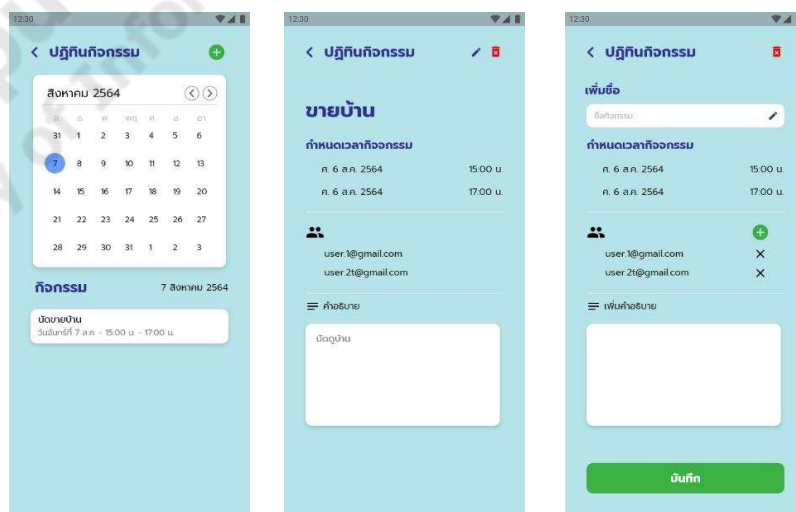 12:30
ปฏิทินกิจกรรม
สิงหาคม 2564
จ. อ. พ. พฤ ศ ส อา
31 1 2 3 4 5 6
7 8 9 10 11 12 13
14 15 16 17 18 19 20
21 22 23 24 25 26 27
28 29 30 31 1 2 3
กิจกรรม 7 สิงหาคม 2564
นัดขายบ้าน
วันจันทร์ที่ 7 ส.ค. - 15:00 น. - 17:00 น.
12:30
ปฏิทินกิจกรรม
ขายบ้าน
กำหนดเวลากิจกรรม
ศ. 6 ส.ค. 2564 15:00 น.
ศ. 6 ส.ค. 2564 17:00 น.
user.1@gmail.com
user.2t@gmail.com
คำอธิบาย
นัดดูบ้าน
12:30
ปฏิทินกิจกรรม
เพิ่มชื่อ
ชื่อกิจกรรม
กำหนดเวลากิจกรรม
ศ. 6 ส.ค. 2564 15:00 น.
ศ. 6 ส.ค. 2564 17:00 น.
user.1@gmail.com
user.2t@gmail.com
เพิ่มคำอธิบาย
บันทึก